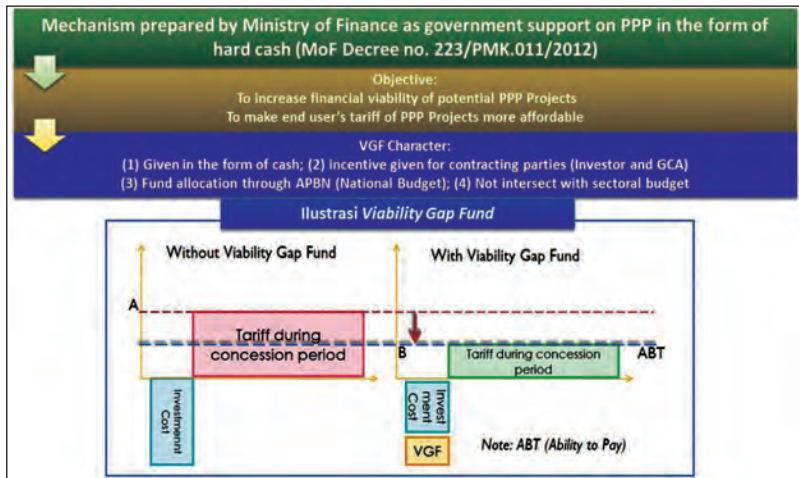 Mechanism prepared by Ministry of Finance as government support on PPP in the form of
hard cash (MoF Decree no. 223/PMK.011/2012)
Objective:
To increase financial viability of potential PPP Projects
To make end user's tariff of PPP Projects more affordable
VGF Character:
(1) Given in the form of cash; (2) incentive given for contracting parties (Investor and GCA)
(3) Fund allocation through APBN (National Budget); (4) Not intersect with sectoral budget
Ilustrasi Viability Gap Fund
Without Viability Gap Fund
A
Tariff during
concession period
Investmennt
Cost
With Viability Gap Fund
B
ABT
Tariff during concession
period
Invest
ment
Cost
VGF
Note: ABT (Ability to Pay)